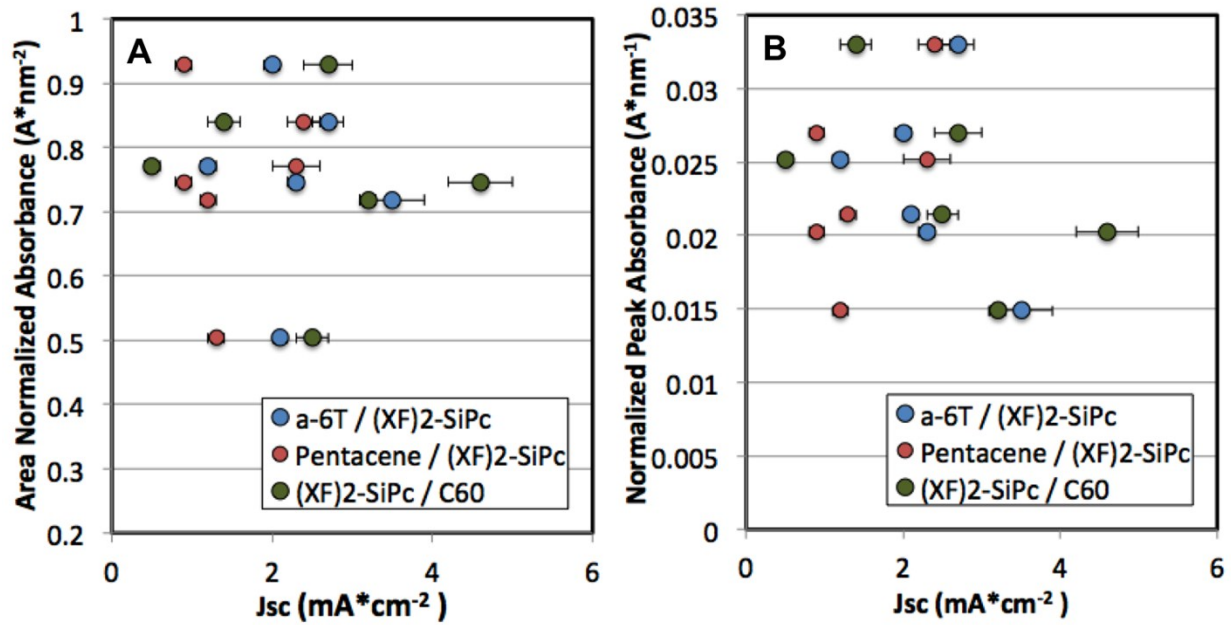 A
Area Normalized Absorbance (A*nm-2)
1
0.9
0.8
0.7
0.6
0.5
0.4
0.3
0.2
0 2 4 6
Jsc (mA*cm-2 )
a-6T / (XF)2-SiPc
Pentacene / (XF)2-SiPc
(XF)2-SiPc / C60
B
Normalized Peak Absorbance (A*nm-1)
0.035
0.03
0.025
0.02
0.015
0.01
0.005
0
0 2 4 6
Jsc (mA*cm-2 )
a-6T / (XF)2-SiPc
Pentacene / (XF)2-SiPc
(XF)2-SiPc / C60